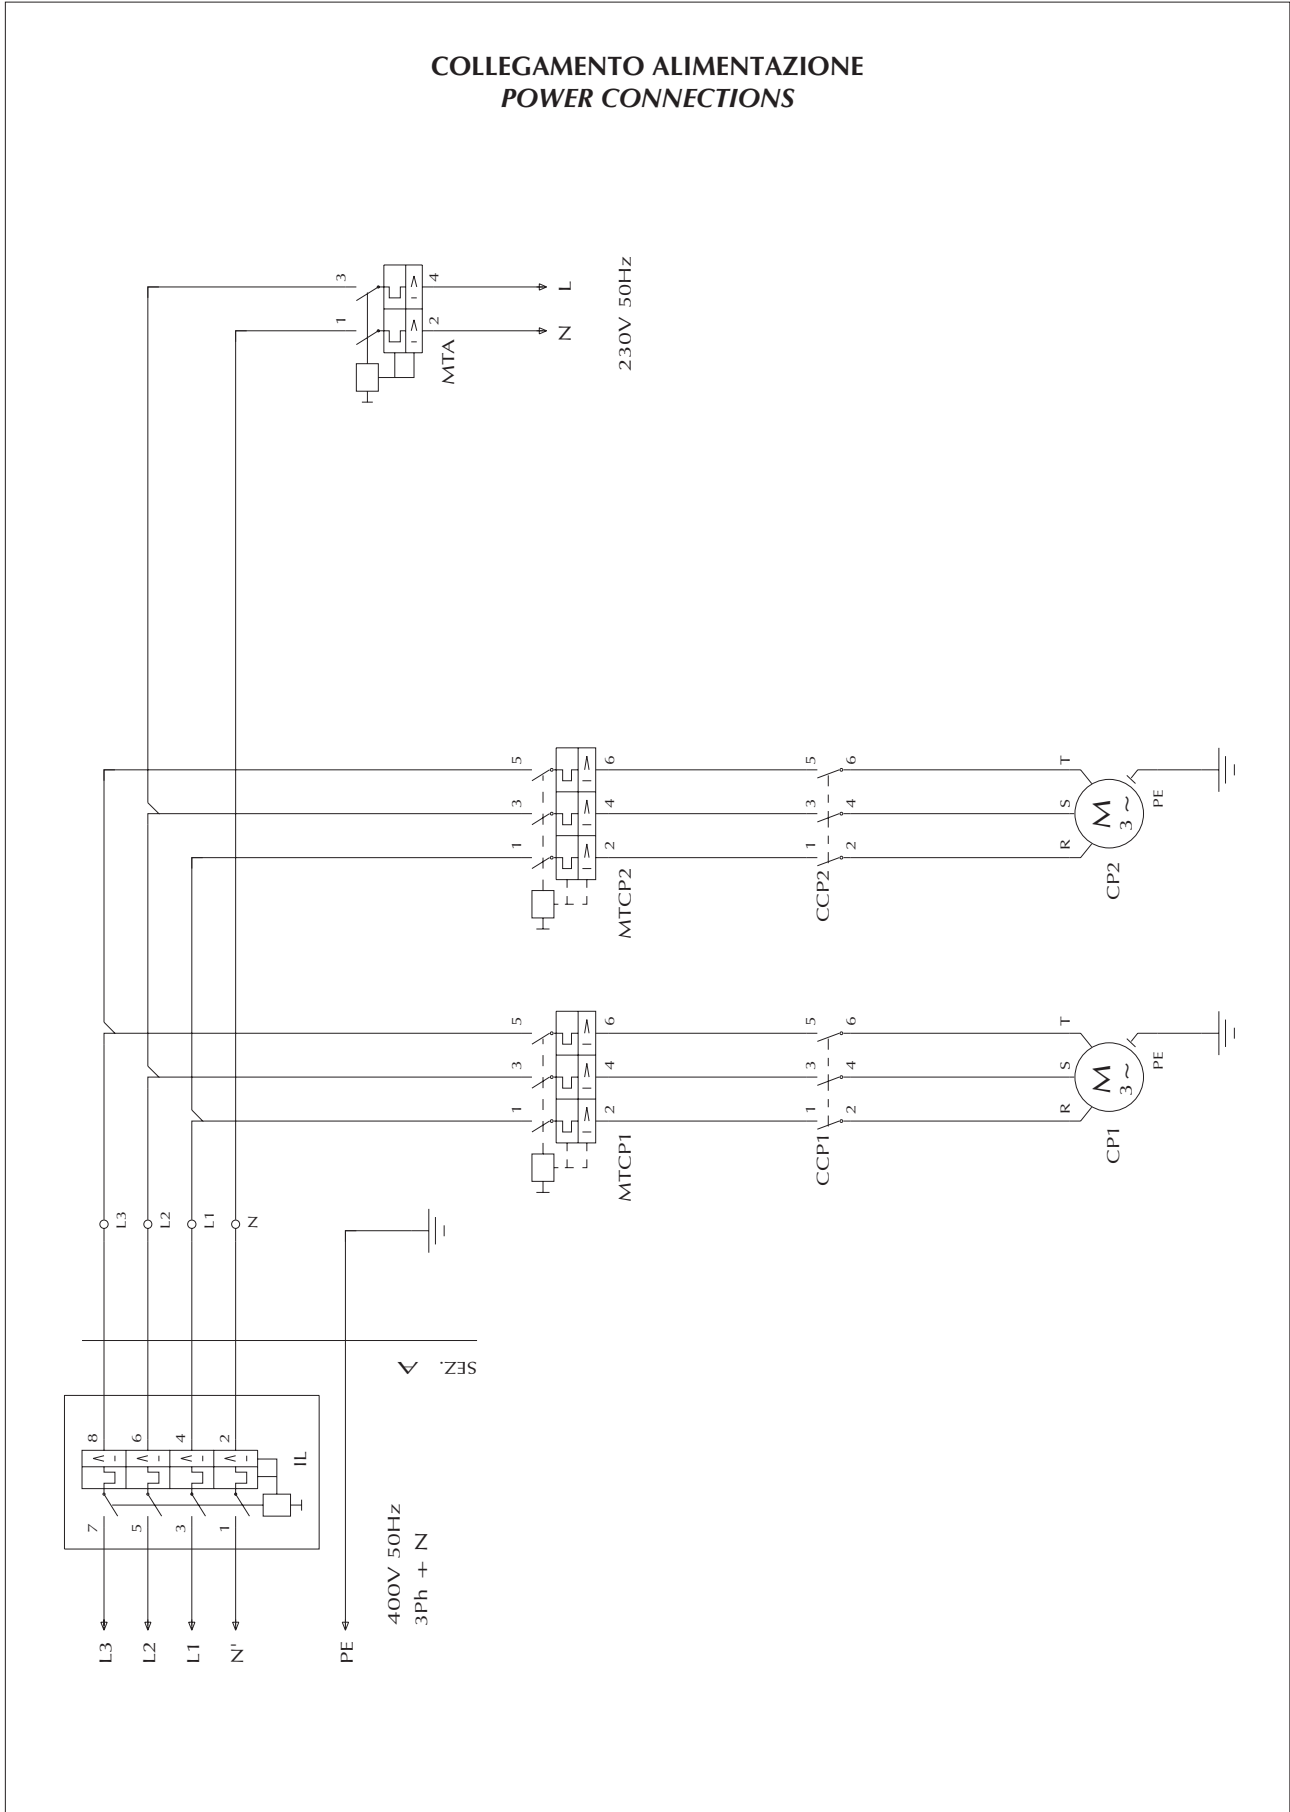 COLLEGAMENTO ALIMENTAZIONE
POWER CONNECTIONS
3
4
L
1
2
N
MTA
230V 50Hz
5
6
5
6
T
3
4
3
4
S
1
2
1
2
R
M
3 ~
PE
MTCP2
CCP2
CP2
5
6
5
6
T
3
4
3
4
S
1
2
1
2
R
M
3 ~
PE
MTCP1
CCP1
CP1
L3
L2
L1
N
SEZ. A
8
6
4
2
IL
7
5
3
1
L3
L2
L1
N'
PE
400V 50Hz
3Ph + N